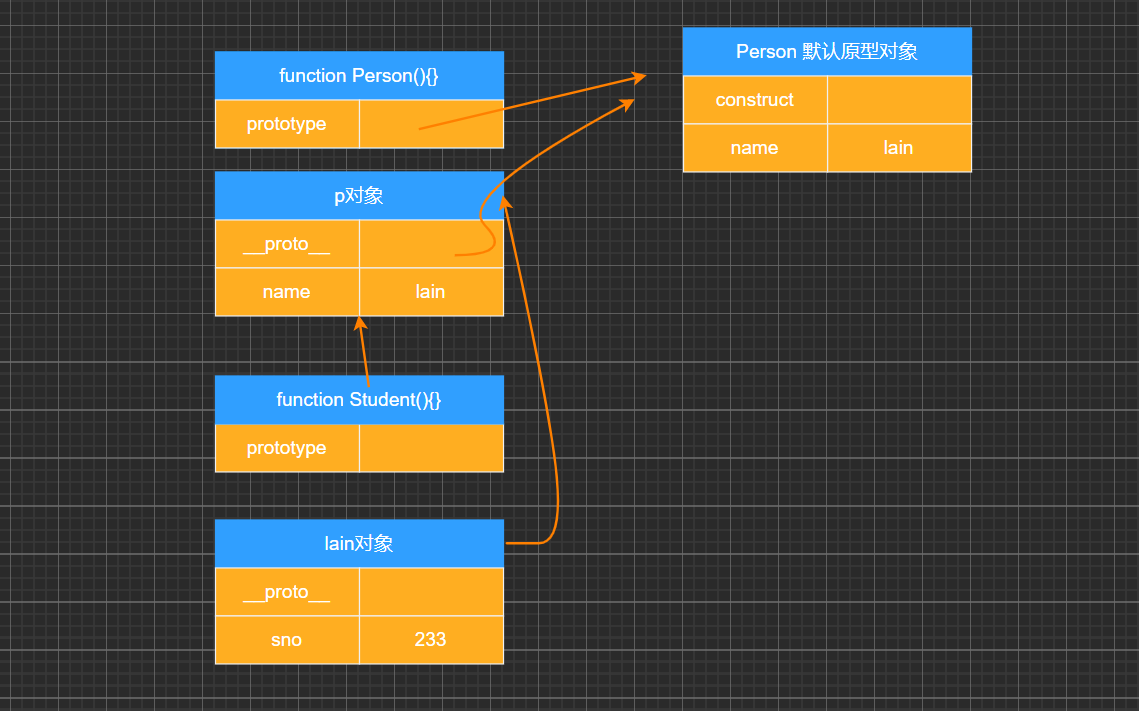 function Person(){}
prototype
p对象
__proto__
name lain
function Student(){}
prototype
lain对象
__proto__
sno 233
Person 默认原型对象
construct
name lain